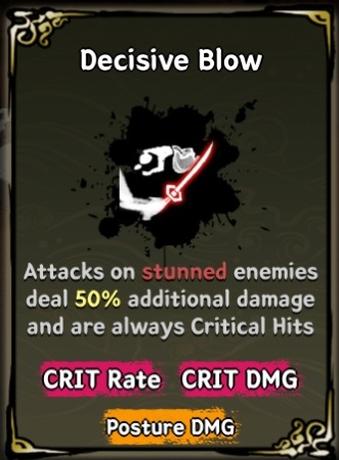 Decisive Blow
Attacks on stunned enemies
deal 50% additional damage
and are always Critical Hits
CRIT Rate CRIT DMG
Posture DMG